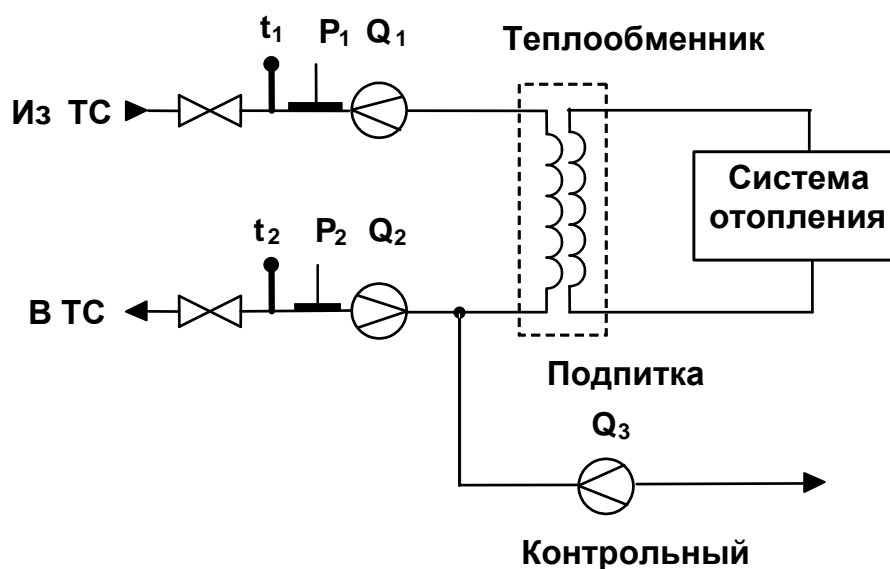 t1 P1 Q1
Теплообменник
Из ТС
Система
отопления
t2 P2 Q2
В ТС
Подпитка
Q3
Контрольный